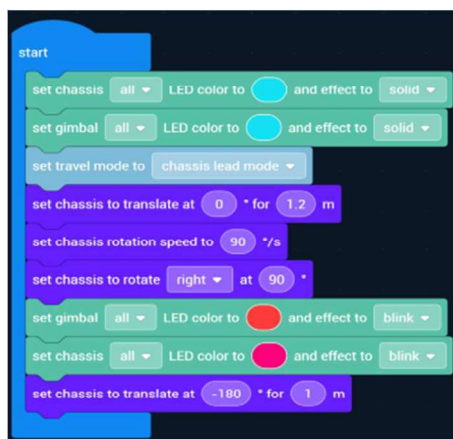 start
set chassis all LED color to and effect to solid
set gimbal all LED color to and effect to solid
set travel mode to chassis lead mode
set chassis to translate at 0 ° for 1.2 m
set chassis rotation speed to 90 °/s
set chassis to rotate right at 90 °
set gimbal all LED color to and effect to blink
set chassis all LED color to and effect to blink
set chassis to translate at -180 ° for 1 m